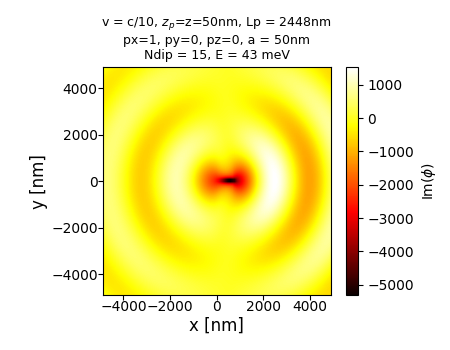 v = c/10, zₚ=z=50nm, Lp = 2448nm
px=1, py=0, pz=0, a = 50nm
Ndip = 15, E = 43 meV
4000
2000
0
−2000
−4000
y [nm]
−4000 −2000 0 2000 4000
x [nm]
1000
0
−1000
−2000
−3000
−4000
−5000
Im(ϕ)